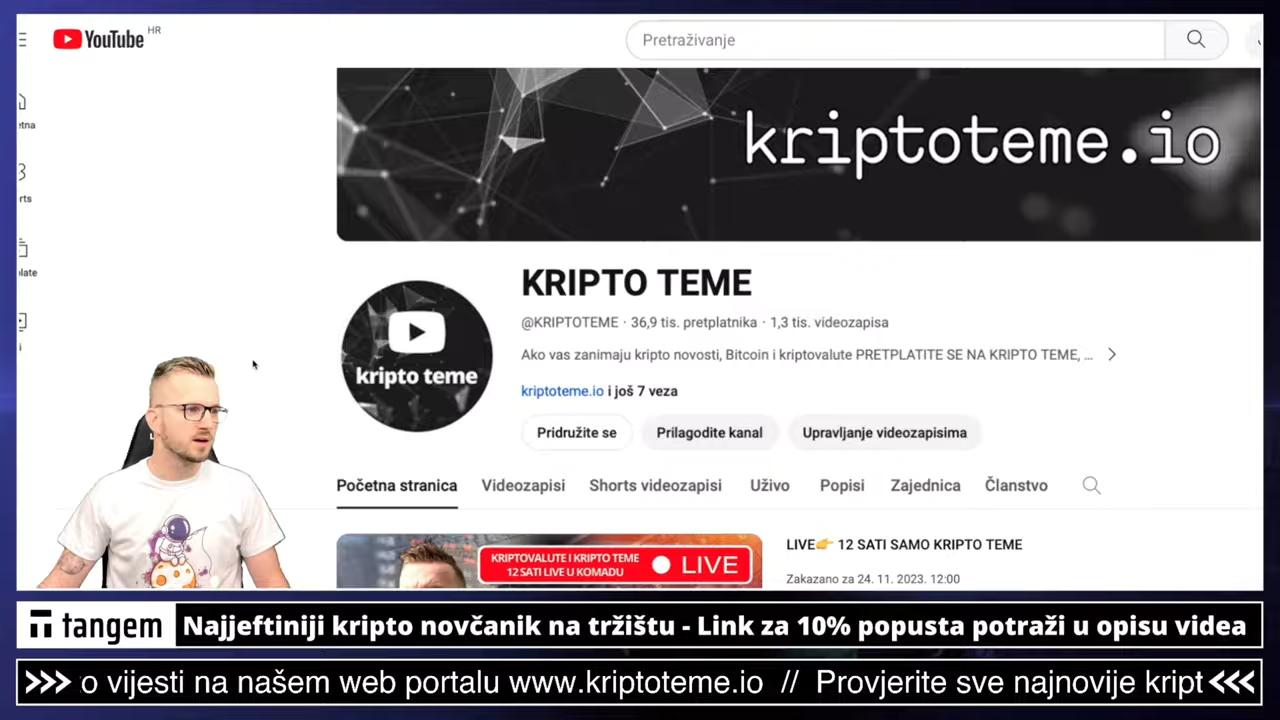 YouTube HR
Pretraživanje
etna
rts
plate
i
kriptoteme.io
kripto teme
KRIPTO TEME
@KRIPTOTEME · 36,9 tis. pretplatnika · 1,3 tis. videozapisa
Ako vas zanimaju kripto novosti, Bitcoin i kriptovalute PRETPLATITE SE NA KRIPTO TEME, ...
kriptoteme.io i još 7 veza
Pridružite se
Prilagodite kanal
Upravljanje videozapisima
Početna stranica Videozapisi Shorts videozapisi Uživo Popisi Zajednica Članstvo
KRIPTOVALUTE I KRIPTO TEME
12 SATI LIVE U KOMADU
LIVE
LIVE👉 12 SATI SAMO KRIPTO TEME
Zakazano za 24. 11. 2023. 12:00
tangem
Najjeftiniji kripto novčanik na tržištu - Link za 10% popusta potraži u opisu videa
>>> o vijesti na našem web portalu www.kriptoteme.io // Provjerite sve najnovije kript <<<